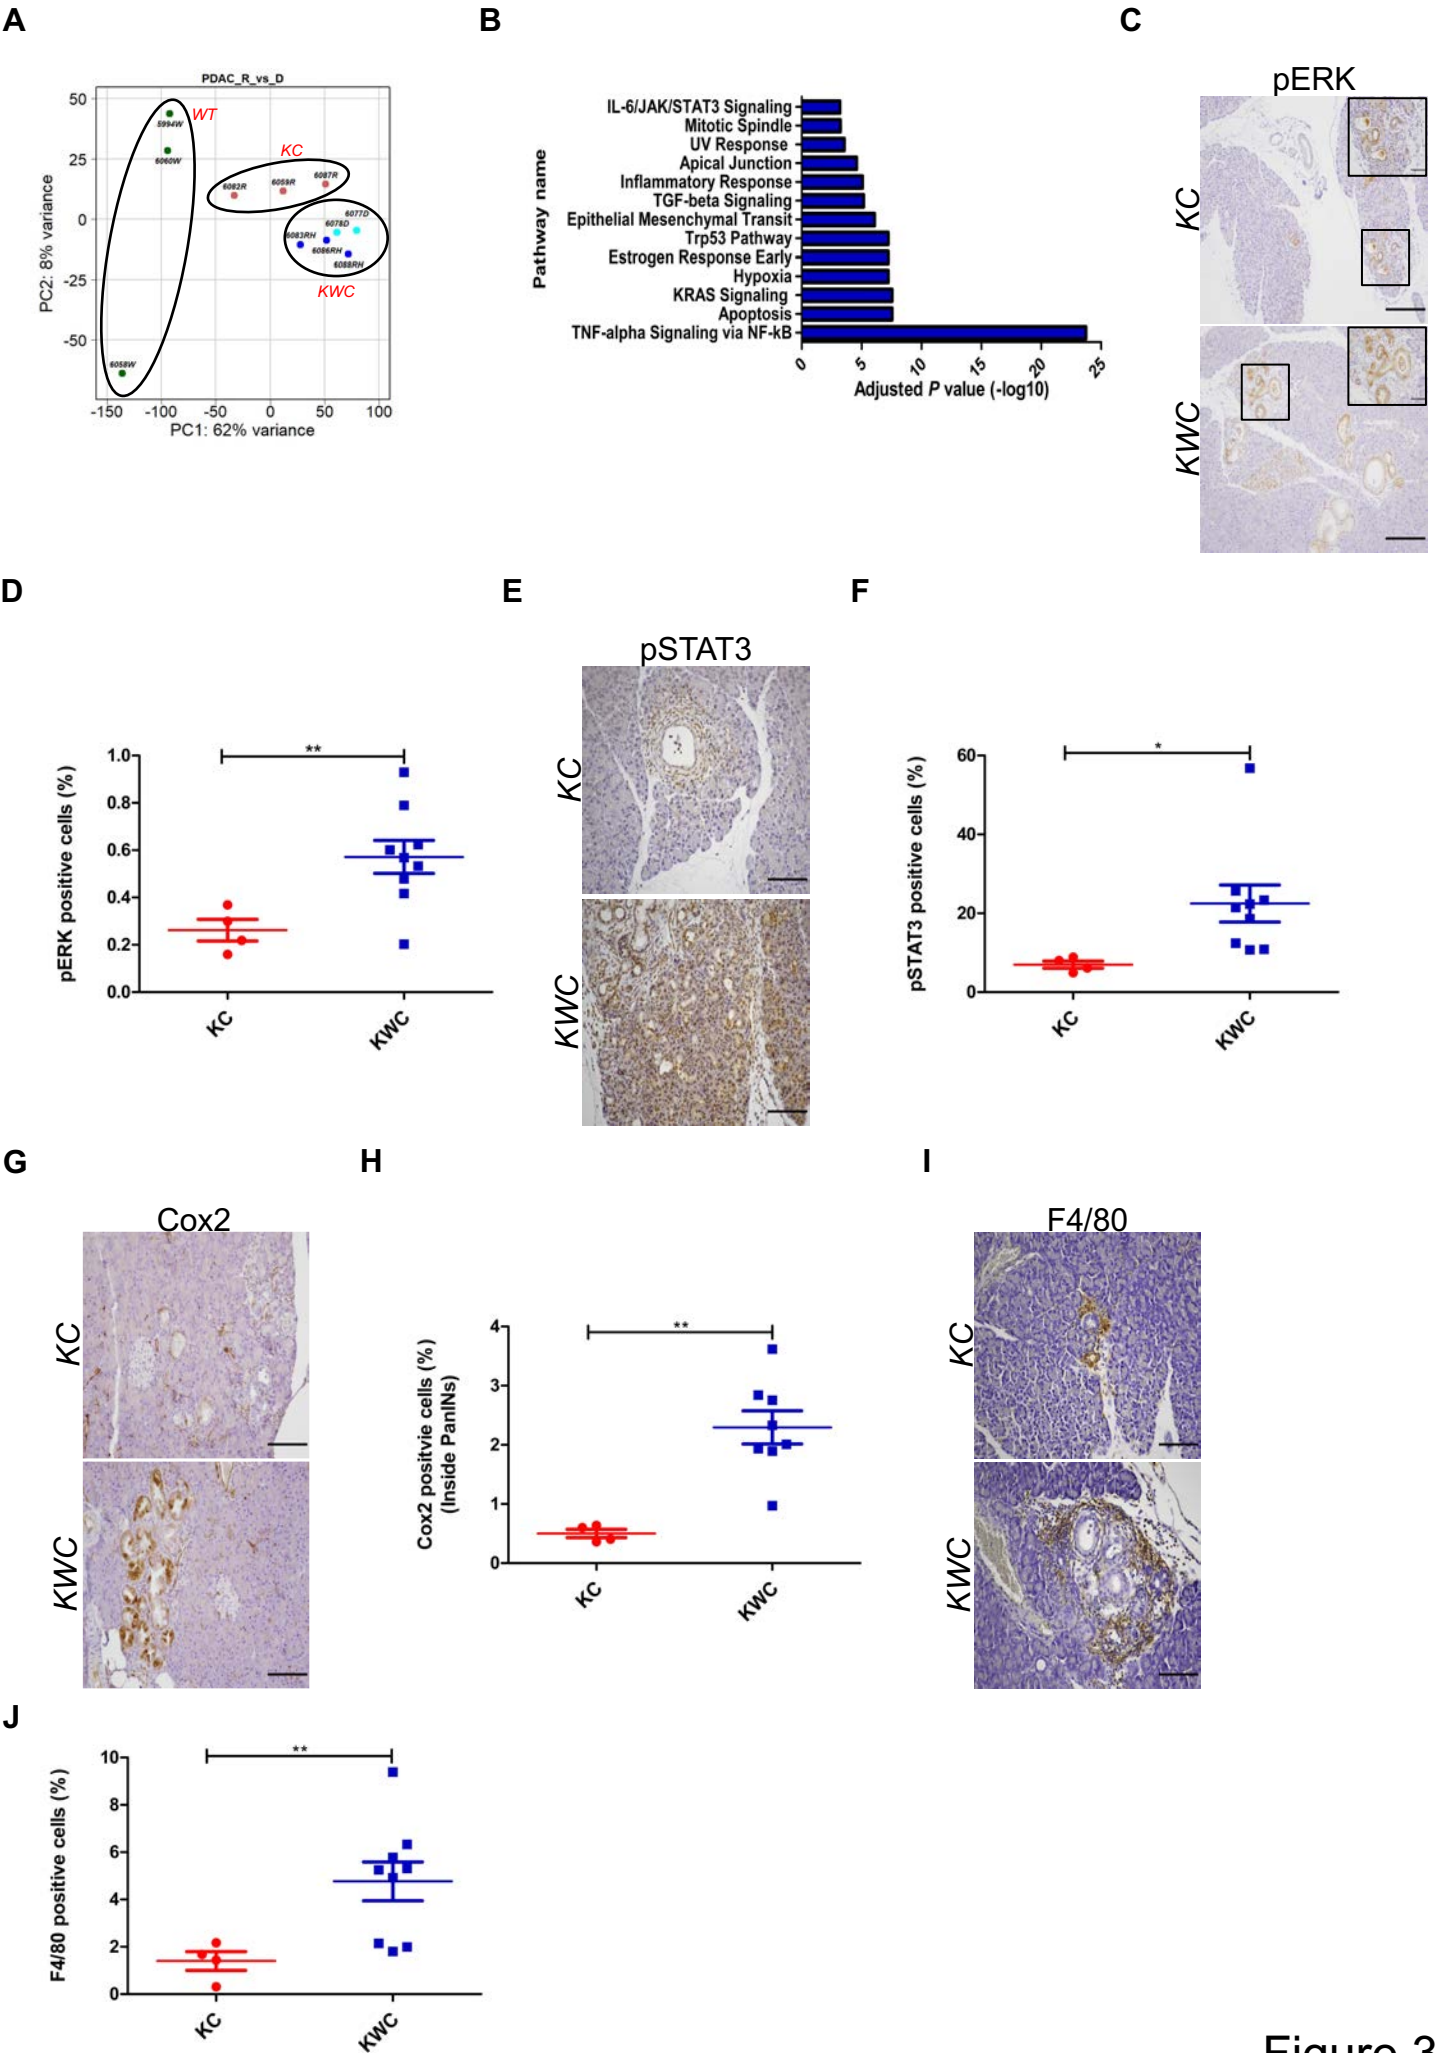 A
B
C
PDAC_R_vs_D
50
25
0
-25
-50
PC2: 8% variance
-150
-100
-50
0
50
100
PC1: 62% variance
WT
KC
KWC
5994W
6060W
6058W
6082R
6059R
6087R
6077D
6078D
6083RH
6086RH
6088RH
Pathway name
IL-6/JAK/STAT3 Signaling
Mitotic Spindle
UV Response
Apical Junction
Inflammatory Response
TGF-beta Signaling
Epithelial Mesenchymal Transit
Trp53 Pathway
Estrogen Response Early
Hypoxia
KRAS Signaling
Apoptosis
TNF-alpha Signaling via NF-kB
0
5
10
15
20
25
Adjusted P value (-log10)
pERK
KC
KWC
D
E
F
pERK positive cells (%)
1.0
0.8
0.6
0.4
0.2
0.0
**
KC
KWC
pSTAT3
KC
KWC
pSTAT3 positive cells (%)
60
40
20
0
*
KC
KWC
G
H
I
Cox2
KC
KWC
Cox2 positvie cells (%)
(Inside PanINs)
4
3
2
1
0
**
KC
KWC
F4/80
KC
KWC
J
F4/80 positive cells (%)
10
8
6
4
2
0
**
KC
KWC
Figure 3